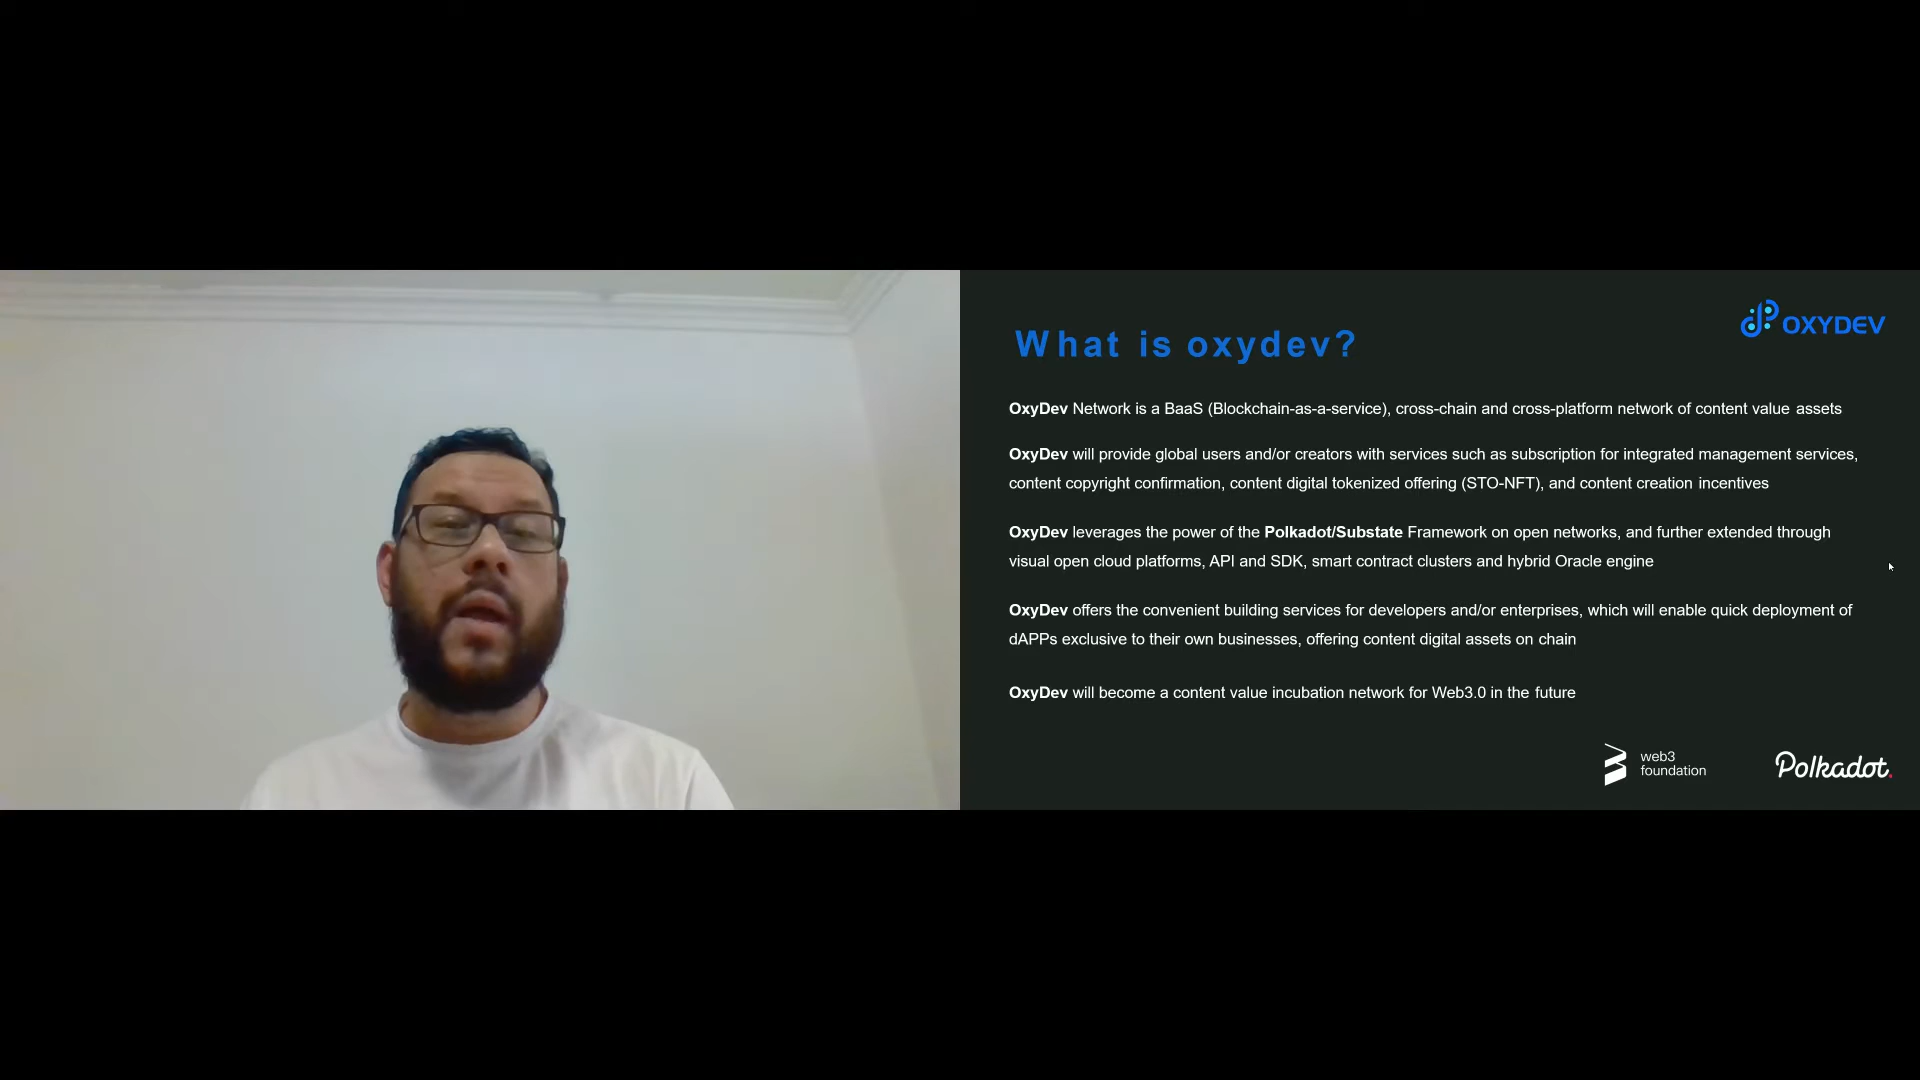 OXYDEV
What is oxydev?
OxyDev Network is a BaaS (Blockchain-as-a-service), cross-chain and cross-platform network of content value assets
OxyDev will provide global users and/or creators with services such as subscription for integrated management services,
content copyright confirmation, content digital tokenized offering (STO-NFT), and content creation incentives
OxyDev leverages the power of the Polkadot/Substate Framework on open networks, and further extended through
visual open cloud platforms, API and SDK, smart contract clusters and hybrid Oracle engine
OxyDev offers the convenient building services for developers and/or enterprises, which will enable quick deployment of
dAPPs exclusive to their own businesses, offering content digital assets on chain
OxyDev will become a content value incubation network for Web3.0 in the future
web3
foundation
Polkadot.